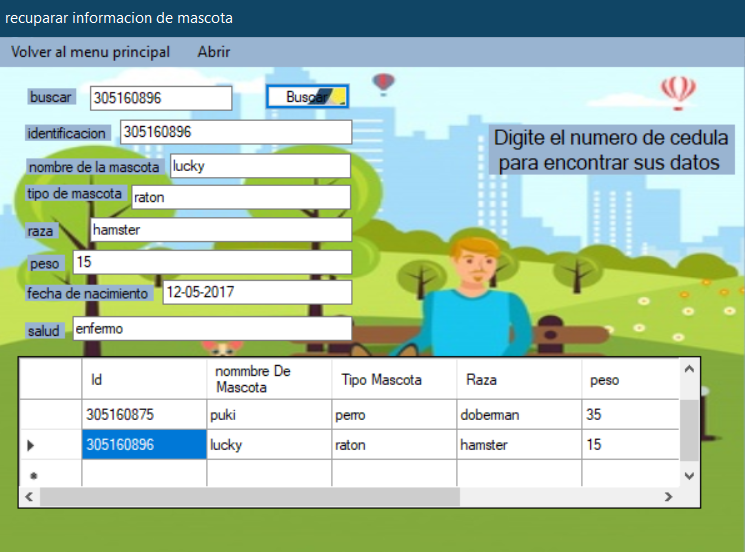 recuparar informacion de mascota
Volver al menu principal Abrir
buscar 305160896 Buscar
identificacion 305160896
Digite el numero de cedula
para encontrar sus datos
nombre de la mascota lucky
tipo de mascota raton
raza hamster
peso 15
fecha de nacimiento 12-05-2017
salud enfermo
Id nommbre De Mascota Tipo Mascota Raza peso
305160875 puki perro doberman 35
305160896 lucky raton hamster 15